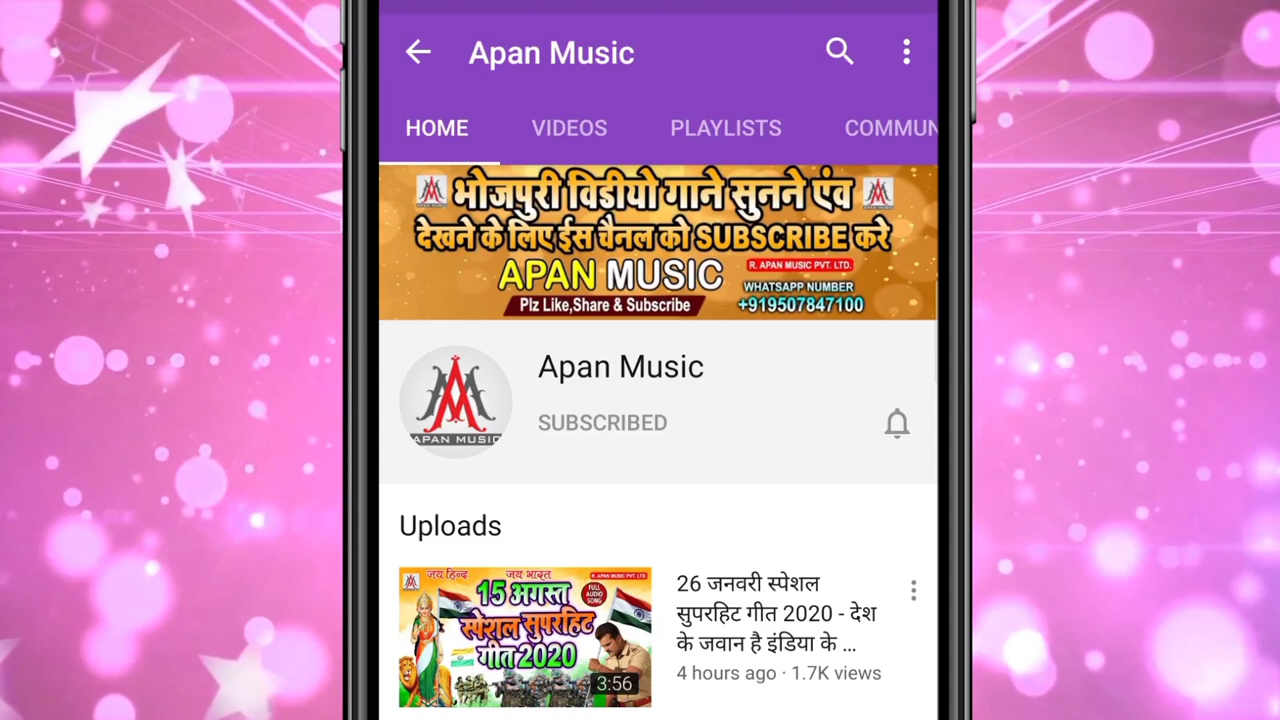 Apan Music
HOME VIDEOS PLAYLISTS COMMUN
भोजपुरी विडीयो गाने सुनने एंव
देखने के लिए ईस चैनल को SUBSCRIBE करे
APAN MUSIC
R. APAN MUSIC PVT. LTD.
Plz Like,Share & Subscribe
WHATSAPP NUMBER
+919507847100
Apan Music
SUBSCRIBED
APAN MUSIC
Uploads
जय हिन्द जय भारत
R. APAN MUSIC PVT. LTD
15 अगस्त
FULL
AUDIO
SONG
स्पेशल सुपरहिट
गीत 2020
3:56
26 जनवरी स्पेशल
सुपरहिट गीत 2020 - देश
के जवान है इंडिया के ...
4 hours ago · 1.7K views